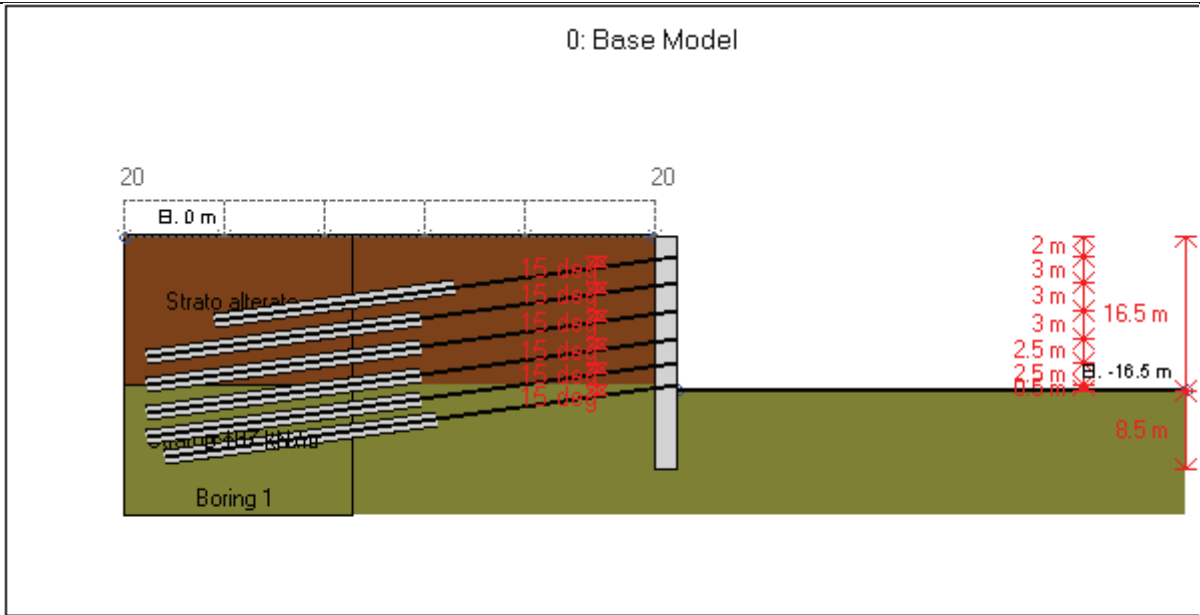 0: Base Model
20
20
El. 0 m
15 deg
15 deg
15 deg
15 deg
15 deg
15 deg
Strato alterato
Boring 1
2 m
3 m
3 m
3 m
2.5 m
2.5 m
0.5 m
16.5 m
El. -16.5 m
8.5 m